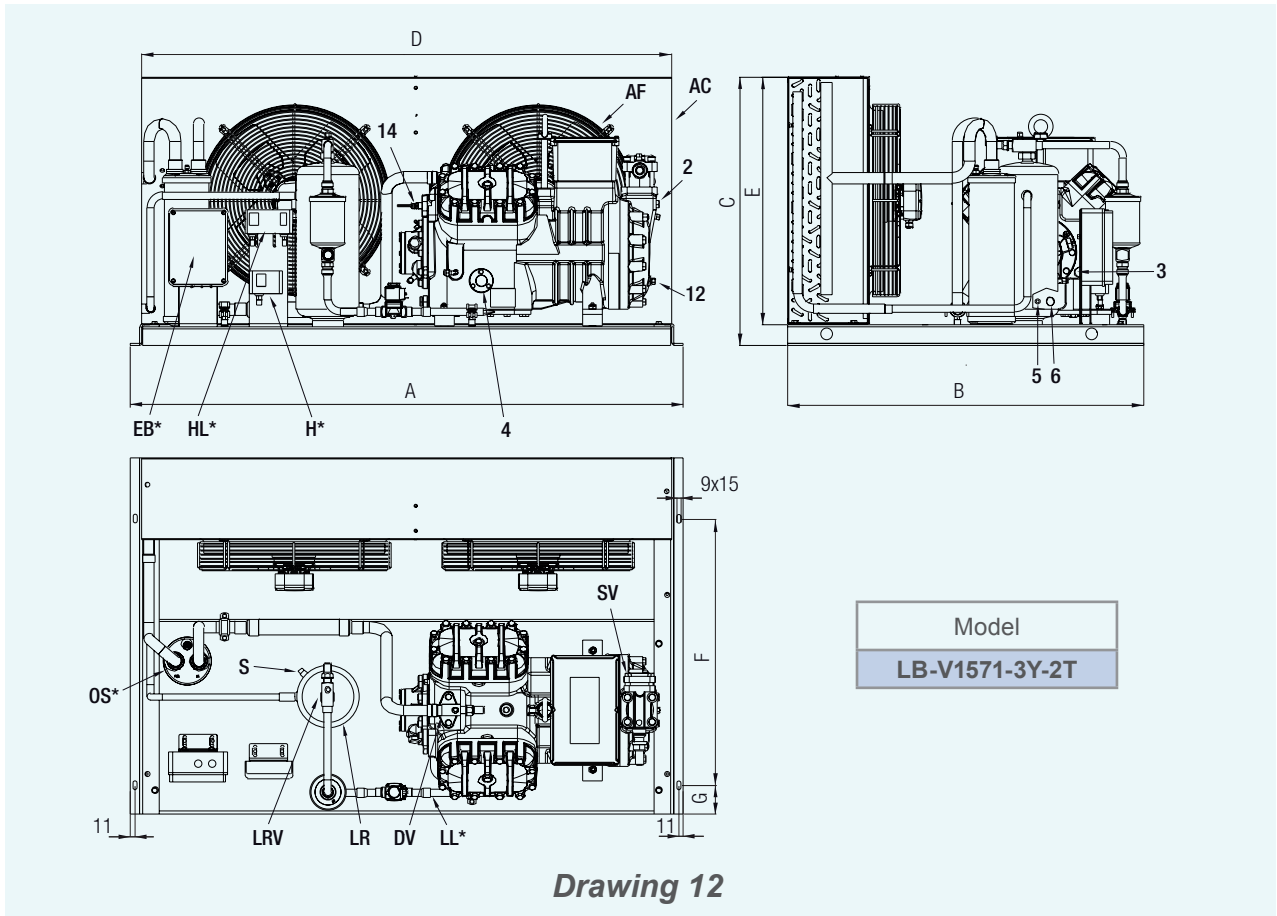 D
AF
AC
14
2
12
E
C
3
A
5
6
B
EB*
HL*
H*
4
9x15
SV
S
OS*
F
G
11
LRV
LR
DV
LL*
11
Model
LB-V1571-3Y-2T
Drawing 12